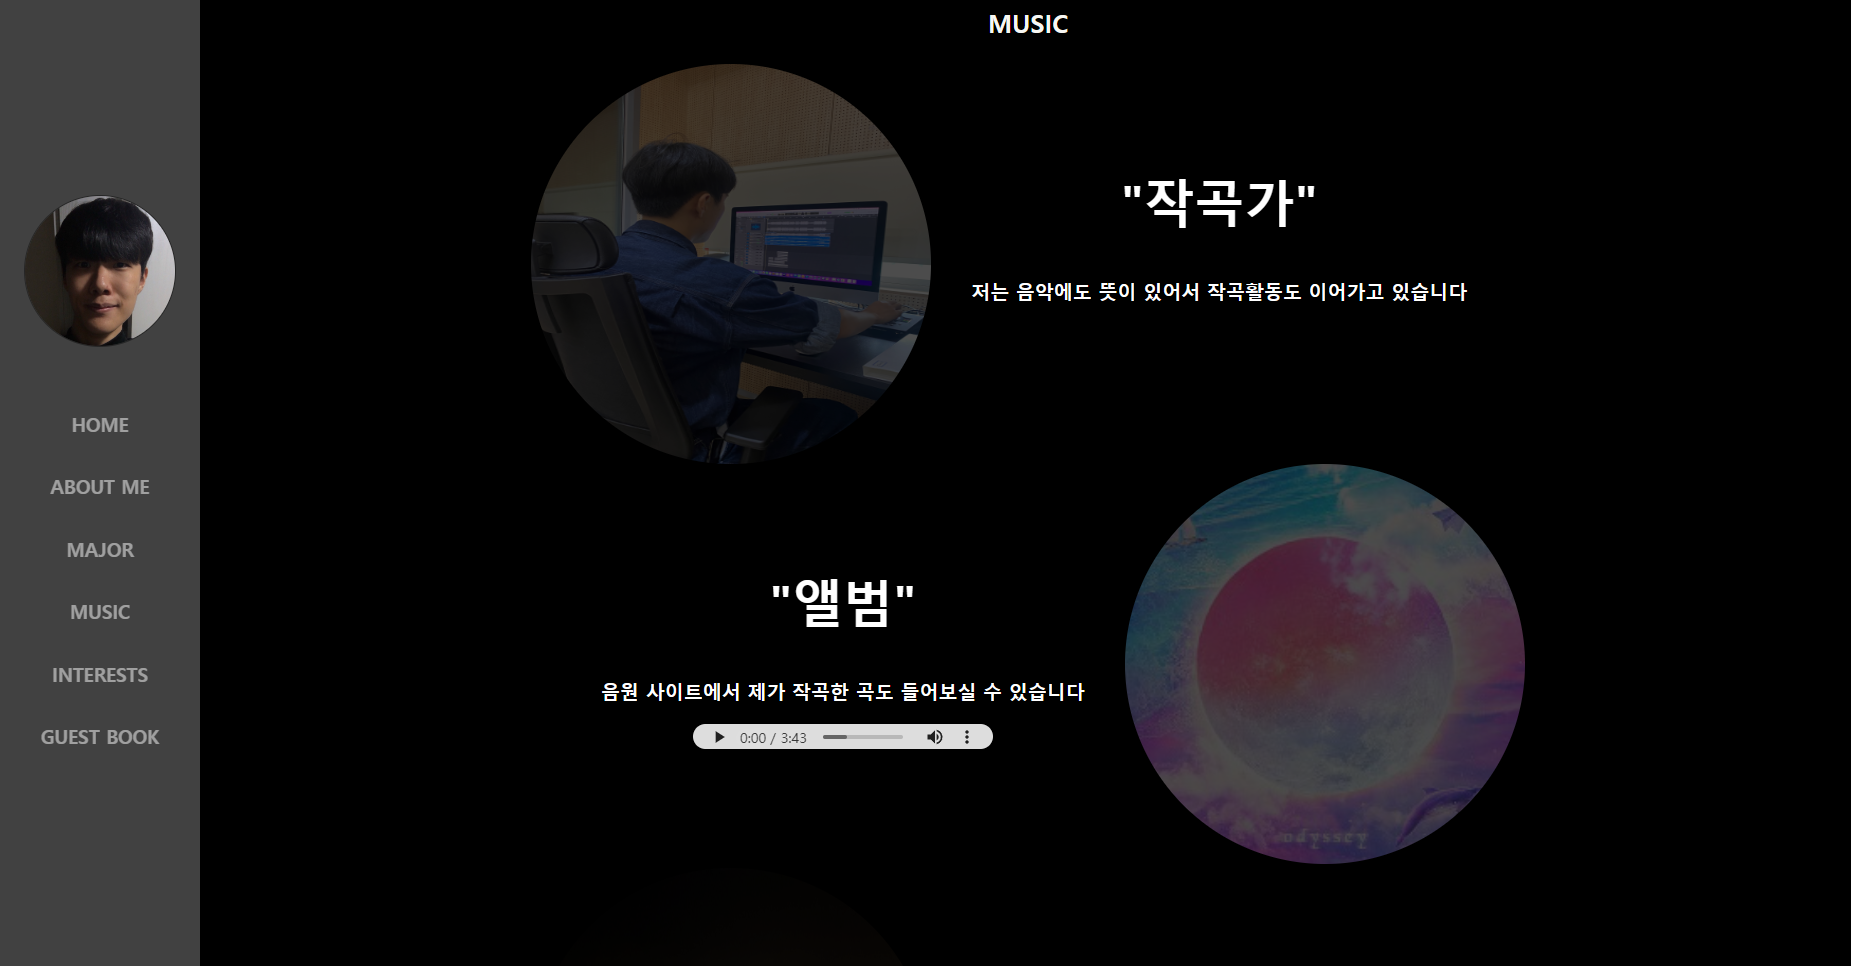 MUSIC
"작곡가"
저는 음악에도 뜻이 있어서 작곡활동도 이어가고 있습니다
HOME
ABOUT ME
MAJOR
MUSIC
INTERESTS
GUEST BOOK
"앨범"
음원 사이트에서 제가 작곡한 곡도 들어보실 수 있습니다
0:00 / 3:43
odyssey